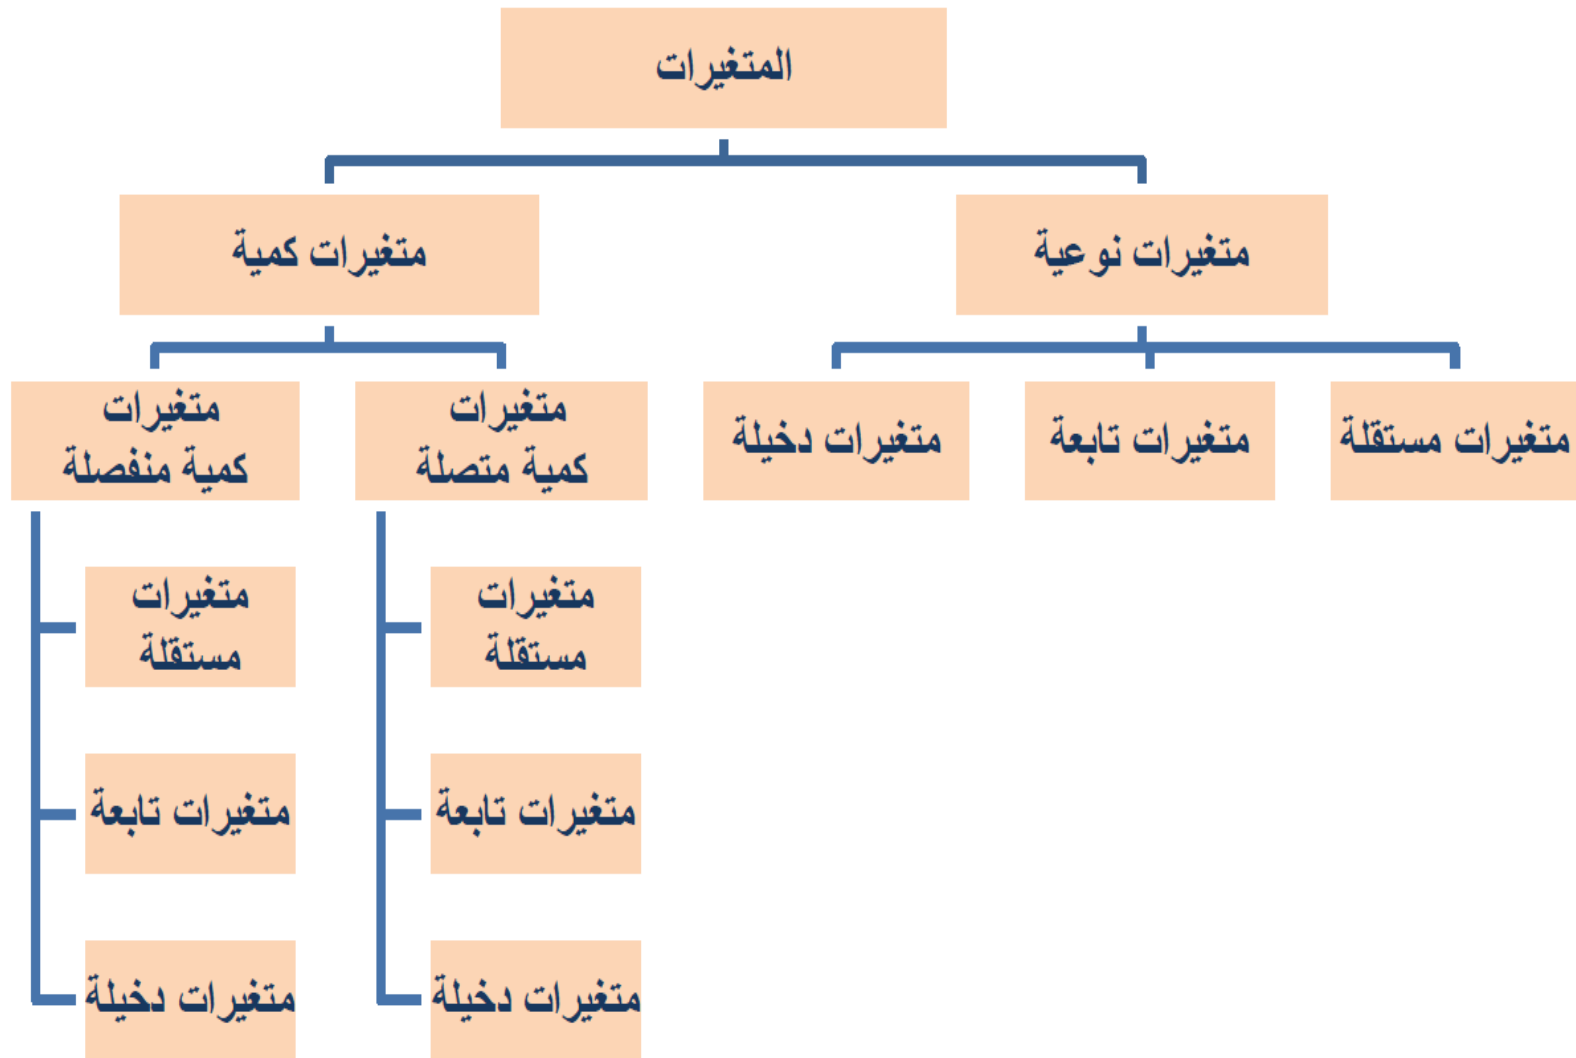 المتغيرات
متغيرات نوعية
متغيرات كمية
متغيرات مستقلة
متغيرات تابعة
متغيرات دخيلة
متغيرات
كمية متصلة
متغيرات
كمية منفصلة
متغيرات
مستقلة
متغيرات
مستقلة
متغيرات تابعة
متغيرات تابعة
متغيرات دخيلة
متغيرات دخيلة